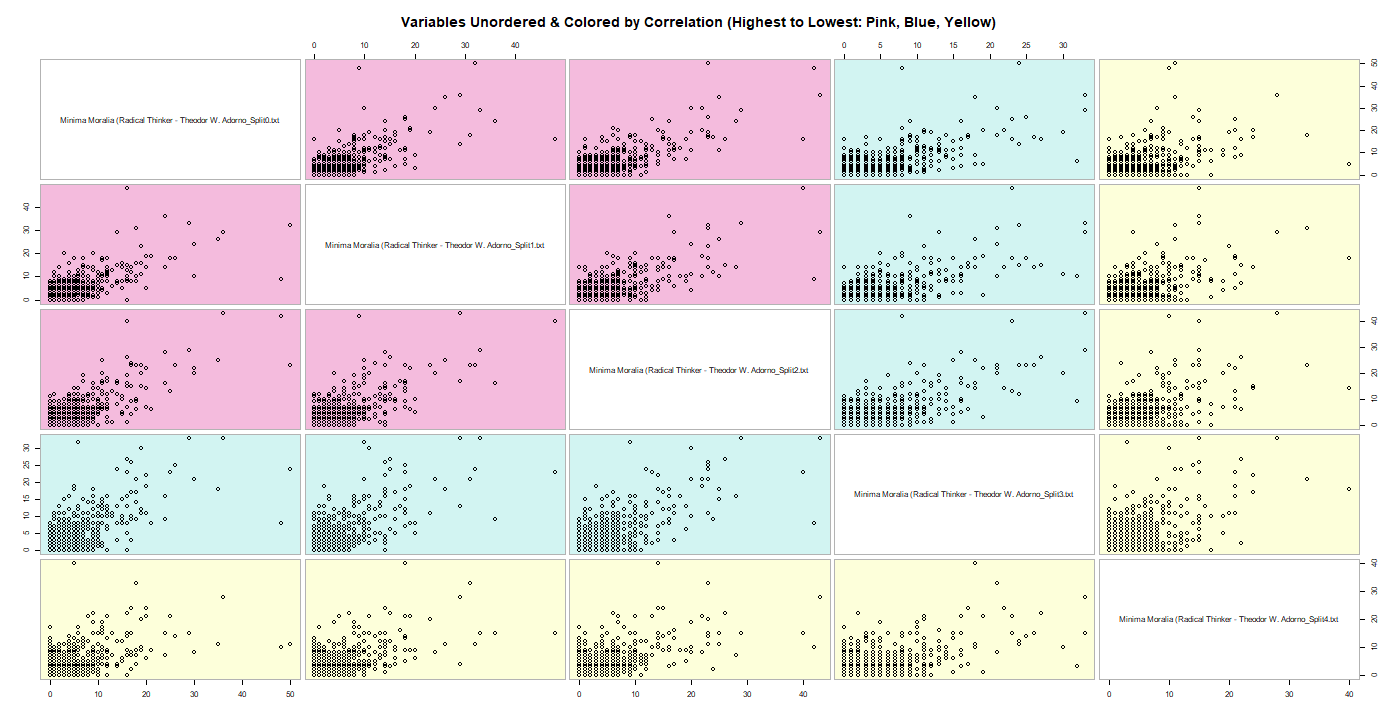 Variables Unordered & Colored by Correlation (Highest to Lowest: Pink, Blue, Yellow)
0 10 20 30 40
0 5 10 15 20 25 30
Minima Moralia (Radical Thinker - Theodor W. Adorno_Split0.txt
0 10 20 30 40 50
0 10 20 30 40
Minima Moralia (Radical Thinker - Theodor W. Adorno_Split1.txt
Minima Moralia (Radical Thinker - Theodor W. Adorno_Split2.txt
0 10 20 30 40
0 5 10 15 20 25 30
Minima Moralia (Radical Thinker - Theodor W. Adorno_Split3.txt
Minima Moralia (Radical Thinker - Theodor W. Adorno_Split4.txt
0 10 20 30 40
0 10 20 30 40 50
0 10 20 30 40
0 10 20 30 40